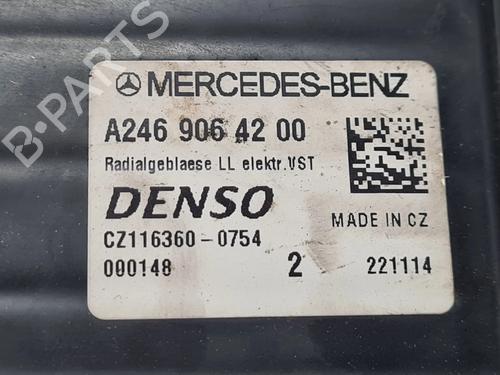 B-PARTS
MERCEDES-BENZ
A246 906 42 00
Radialgeblaese LL elektr.VST
DENSO
MADE IN CZ
CZ116360-0754
000148 2 221114